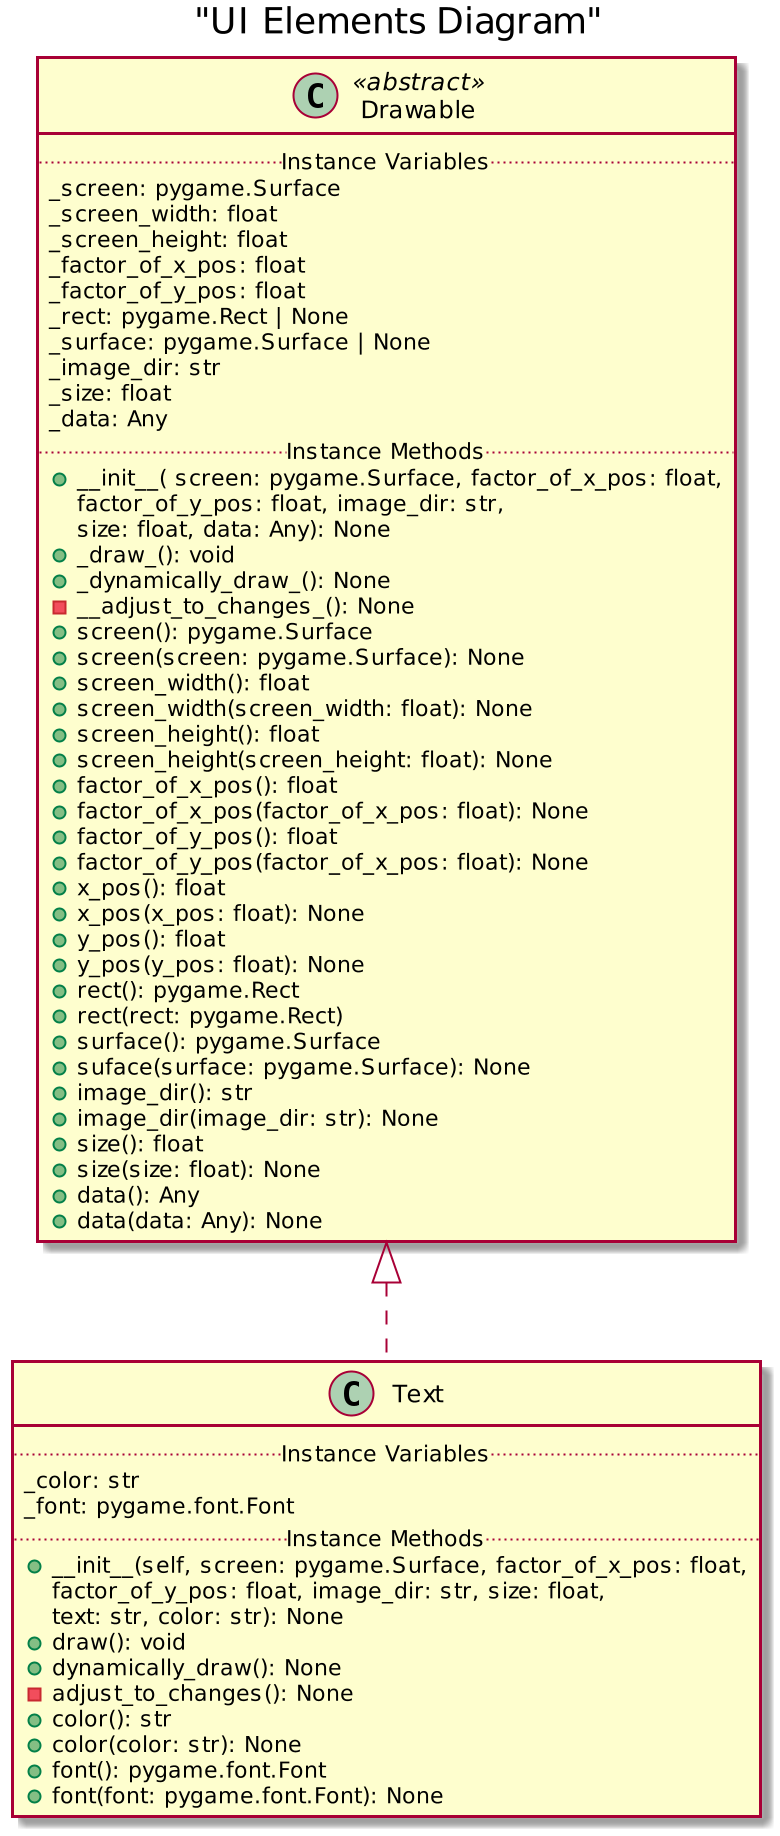 "UI Elements Diagram"
C
«abstract»
Drawable
Instance Variables
_screen: pygame.Surface
_screen_width: float
_screen_height: float
_factor_of_x_pos: float
_factor_of_y_pos: float
_rect: pygame.Rect | None
_surface: pygame.Surface | None
_image_dir: str
_size: float
_data: Any
Instance Methods
__init__( screen: pygame.Surface, factor_of_x_pos: float,
factor_of_y_pos: float, image_dir: str,
size: float, data: Any): None
_draw_(): void
_dynamically_draw_(): None
__adjust_to_changes_(): None
screen(): pygame.Surface
screen(screen: pygame.Surface): None
screen_width(): float
screen_width(screen_width: float): None
screen_height(): float
screen_height(screen_height: float): None
factor_of_x_pos(): float
factor_of_x_pos(factor_of_x_pos: float): None
factor_of_y_pos(): float
factor_of_y_pos(factor_of_x_pos: float): None
x_pos(): float
x_pos(x_pos: float): None
y_pos(): float
y_pos(y_pos: float): None
rect(): pygame.Rect
rect(rect: pygame.Rect)
surface(): pygame.Surface
suface(surface: pygame.Surface): None
image_dir(): str
image_dir(image_dir: str): None
size(): float
size(size: float): None
data(): Any
data(data: Any): None
C Text
Instance Variables
_color: str
_font: pygame.font.Font
Instance Methods
__init__(self, screen: pygame.Surface, factor_of_x_pos: float,
factor_of_y_pos: float, image_dir: str, size: float,
text: str, color: str): None
draw(): void
dynamically_draw(): None
adjust_to_changes(): None
color(): str
color(color: str): None
font(): pygame.font.Font
font(font: pygame.font.Font): None